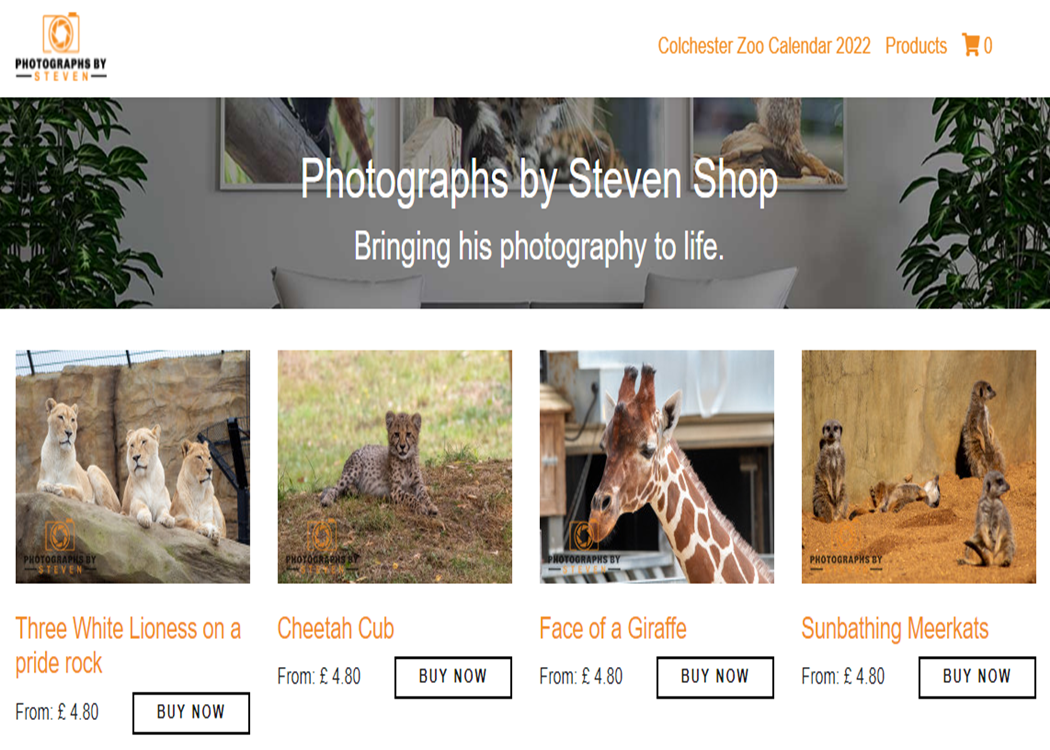 PHOTOGRAPHS BY
STEVEN
Colchester Zoo Calendar 2022 Products 0
Photographs by Steven Shop
Bringing his photography to life.
PHOTOGRAPHS BY
STEVEN
PHOTOGRAPHS BY
STEVEN
PHOTOGRAPHS BY
STEVEN
PHOTOGRAPHS BY
Three White Lioness on a
pride rock
From: £ 4.80
BUY NOW
Cheetah Cub
From: £ 4.80
BUY NOW
Face of a Giraffe
From: £ 4.80
BUY NOW
Sunbathing Meerkats
From: £ 4.80
BUY NOW